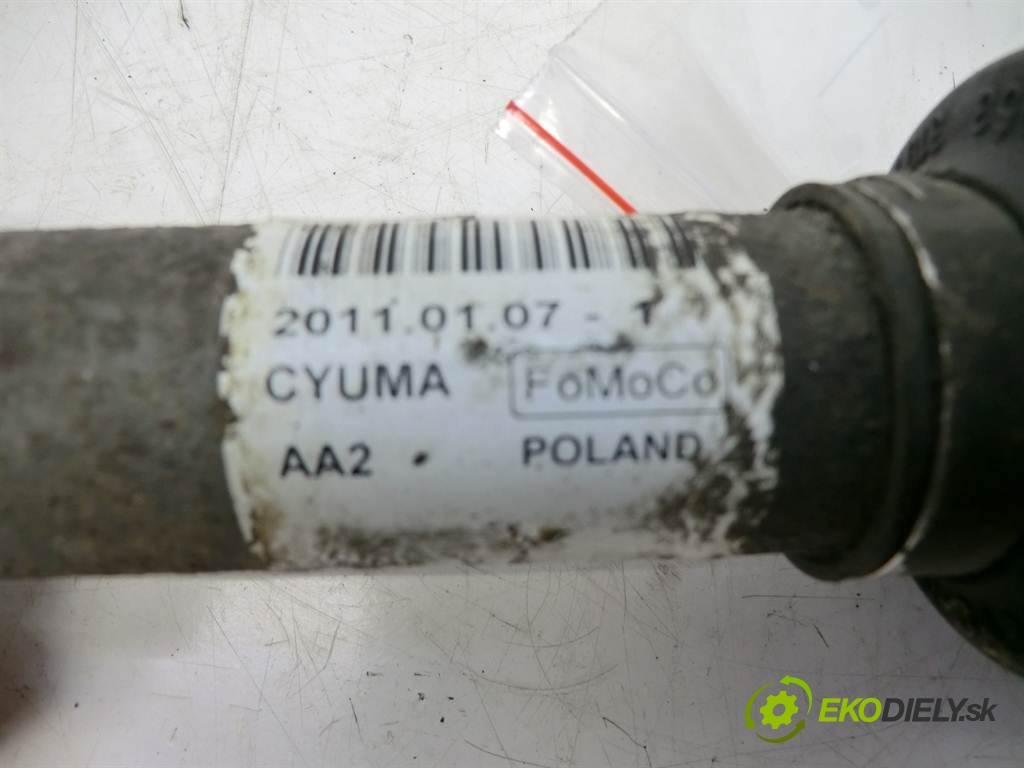 2011.01.07 - 1
CYUMA FoMoCo
AA2 POLAND
EKODIELY.sk